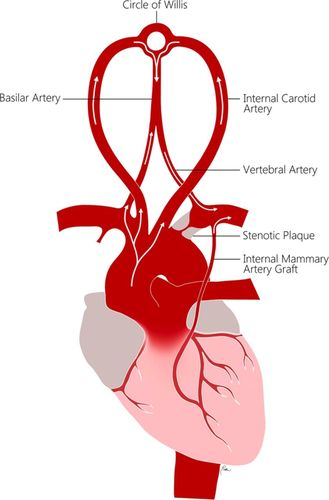 Circle of Willis
Basilar Artery
Internal Carotid
Artery
Vertebral Artery
Stenotic Plaque
Internal Mammary
Artery Graft